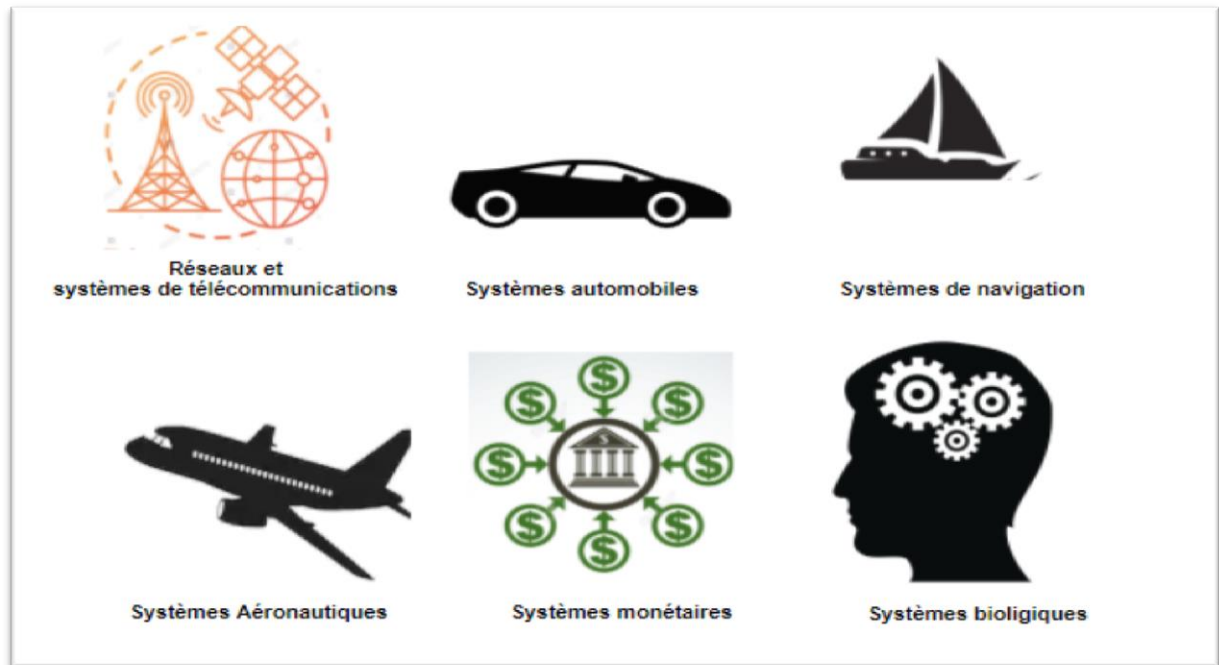 Réseaux et
systèmes de télécommunications
Systèmes automobiles
Systèmes de navigation
$ $ $ $ $ $ $ $ $
Systèmes Aéronautiques
Systèmes monétaires
Systèmes bioligiques